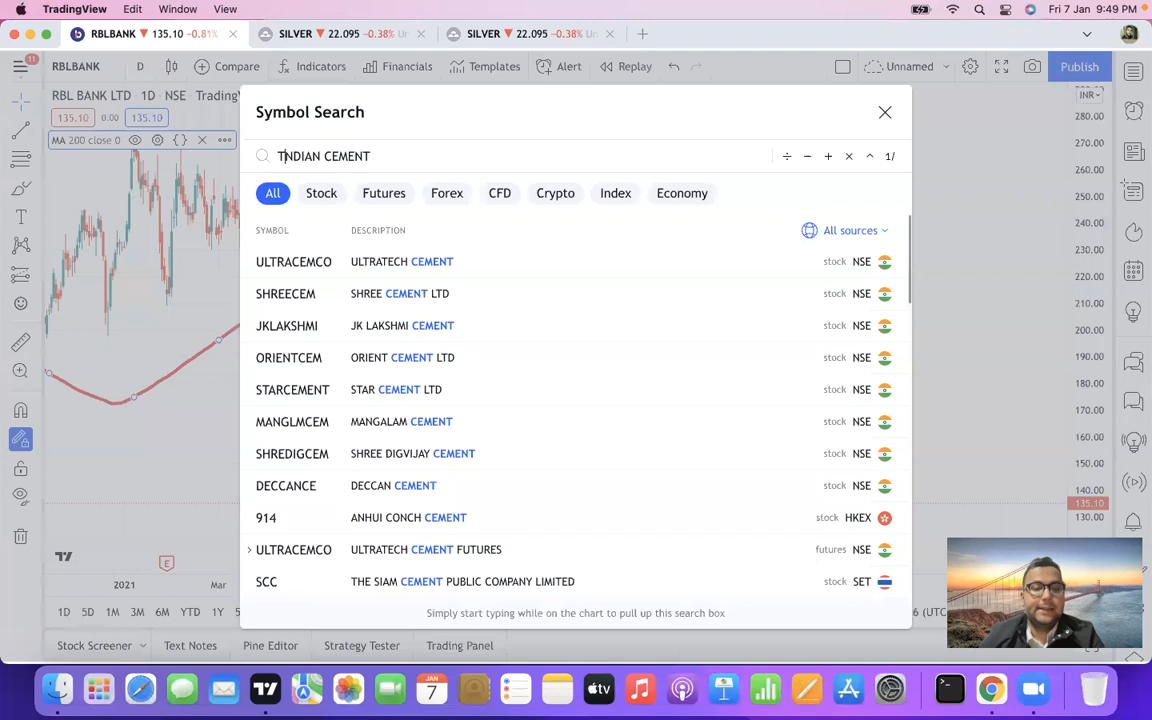 TradingView Edit Window View Fri 7 Jan 9:49 PM
RBLBANK 135.10 -0.81% SILVER 22.095 -0.38% SILVER 22.095 -0.38%
11 RBLBANK D Compare Indicators Financials Templates Alert Replay Unnamed Publish
RBL BANK LTD · 1D · NSE · Trading
INR
135.10 0.00 135.10
MA 200 close 0
Symbol Search
TNDIAN CEMENT ÷ − + × ^ 1/
All Stock Futures Forex CFD Crypto Index Economy
SYMBOL DESCRIPTION All sources
ULTRACEMCO ULTRATECH CEMENT stock NSE
SHREECEM SHREE CEMENT LTD stock NSE
JKLAKSHMI JK LAKSHMI CEMENT stock NSE
ORIENTCEM ORIENT CEMENT LTD stock NSE
STARCEMENT STAR CEMENT LTD stock NSE
MANGLMCEM MANGALAM CEMENT stock NSE
SHREDIGCEM SHREE DIGVIJAY CEMENT stock NSE
DECCANCE DECCAN CEMENT stock NSE
914 ANHUI CONCH CEMENT stock HKEX
ULTRACEMCO ULTRATECH CEMENT FUTURES futures NSE
SCC THE SIAM CEMENT PUBLIC COMPANY LIMITED stock SET
Simply start typing while on the chart to pull up this search box
280.00
270.00
260.00
250.00
240.00
230.00
220.00
210.00
200.00
190.00
180.00
170.00
160.00
150.00
140.00
135.10
130.00
E
2021 Mar
1D 5D 1M 3M 6M YTD 1Y (UTC
Stock Screener Text Notes Pine Editor Strategy Tester Trading Panel
JAN
7
tv